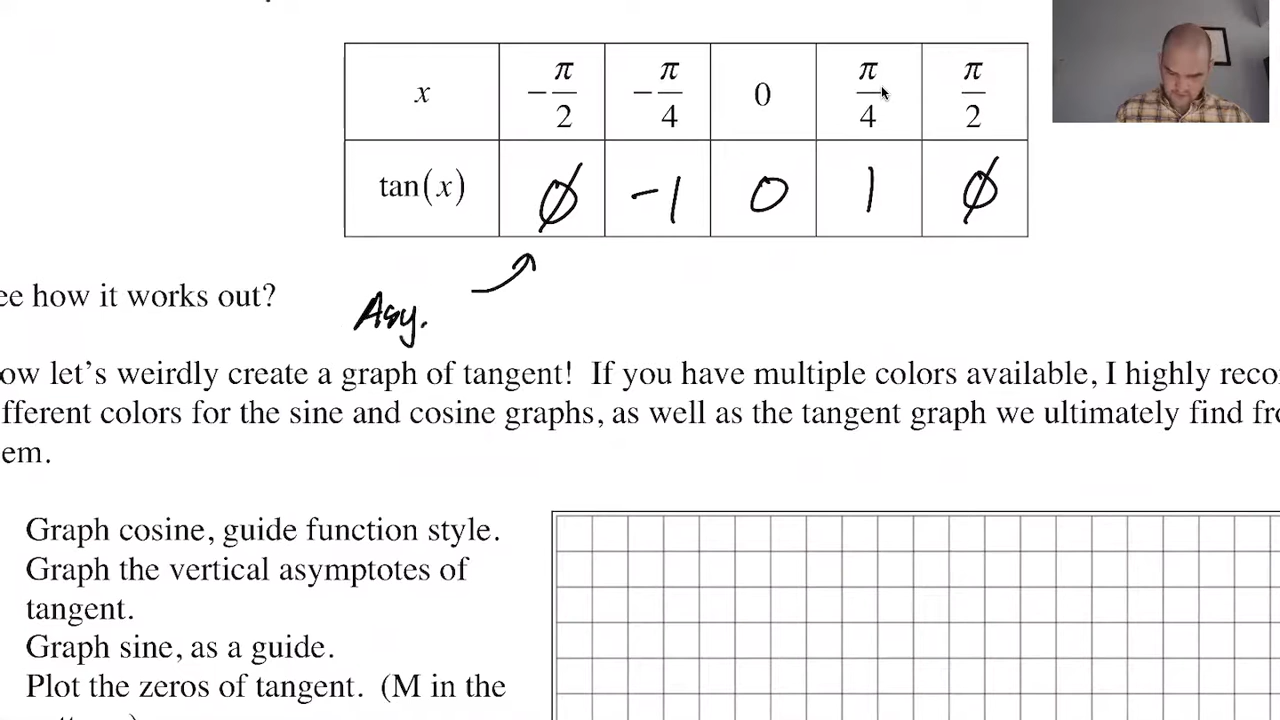 x −π/2 −π/4 0 π/4 π/2
tan(x) ∅ -1 0 1 ∅
ee how it works out?
Asy.
ow let's weirdly create a graph of tangent! If you have multiple colors available, I highly reco
fferent colors for the sine and cosine graphs, as well as the tangent graph we ultimately find fr
em.
Graph cosine, guide function style.
Graph the vertical asymptotes of
tangent.
Graph sine, as a guide.
Plot the zeros of tangent. (M in the